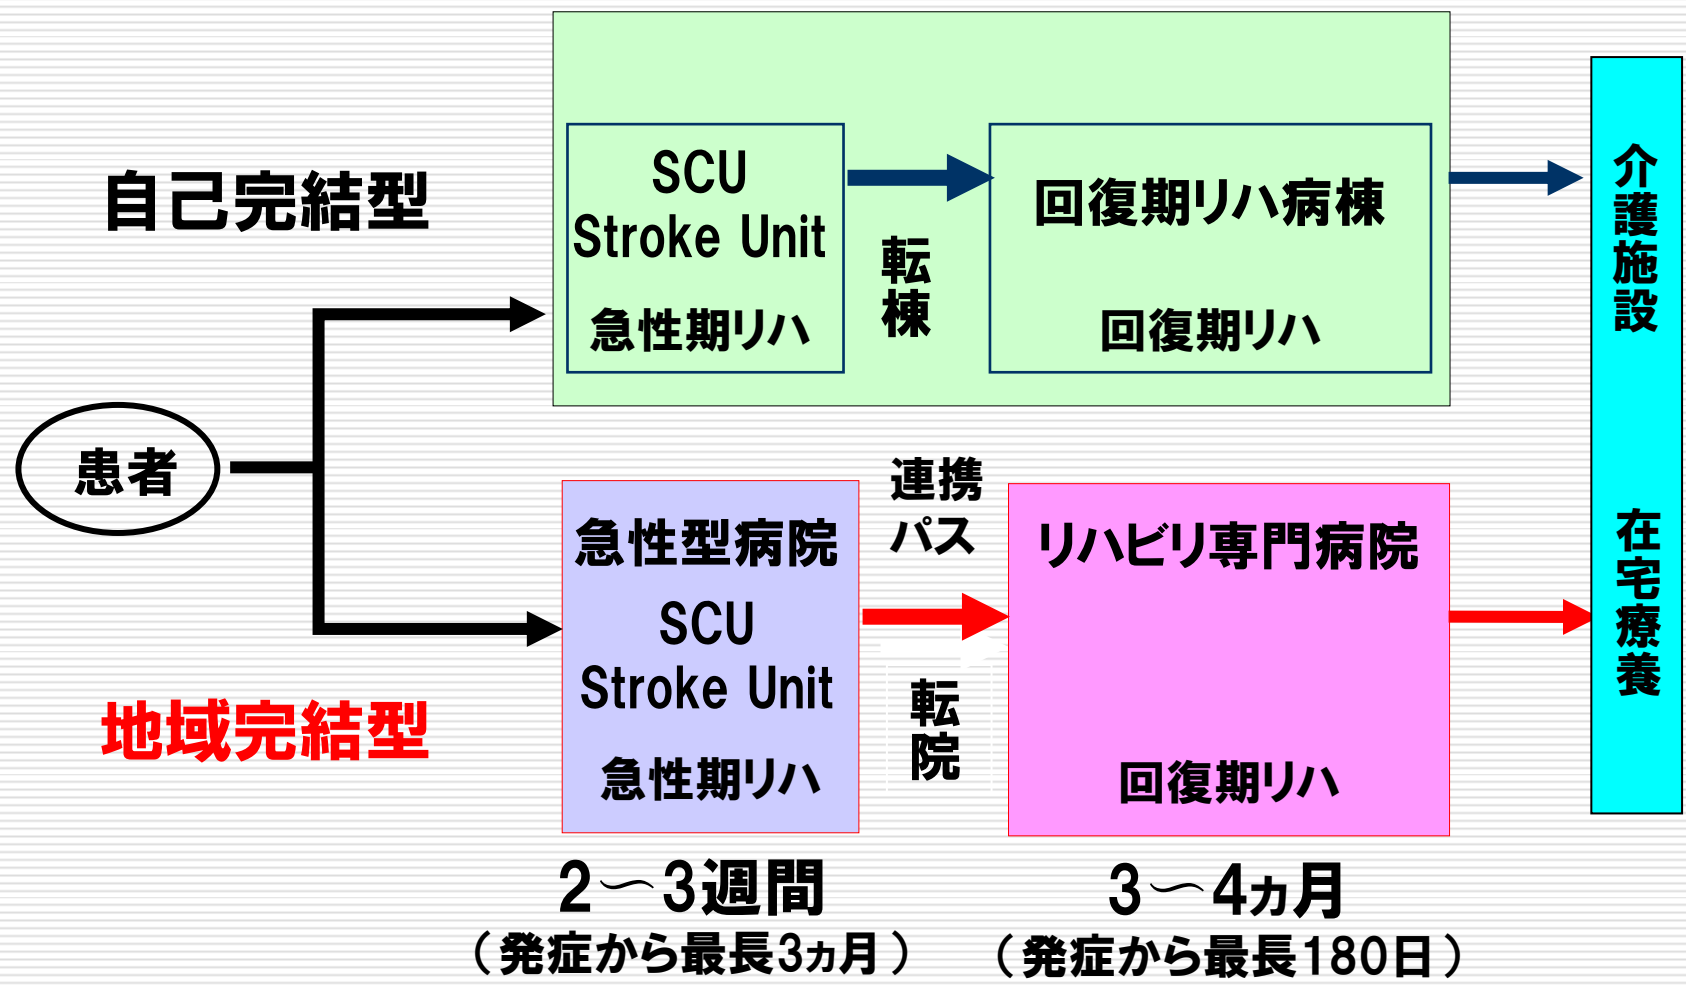 自己完結型
SCU
Stroke Unit
急性期リハ
転棟
回復期リハ病棟
回復期リハ
介護施設
在宅療養
患者
地域完結型
急性型病院
SCU
Stroke Unit
急性期リハ
連携
パス
転院
リハビリ専門病院
回復期リハ
2～3週間
（発症から最長3ヵ月）
3～4ヵ月
（発症から最長180日）